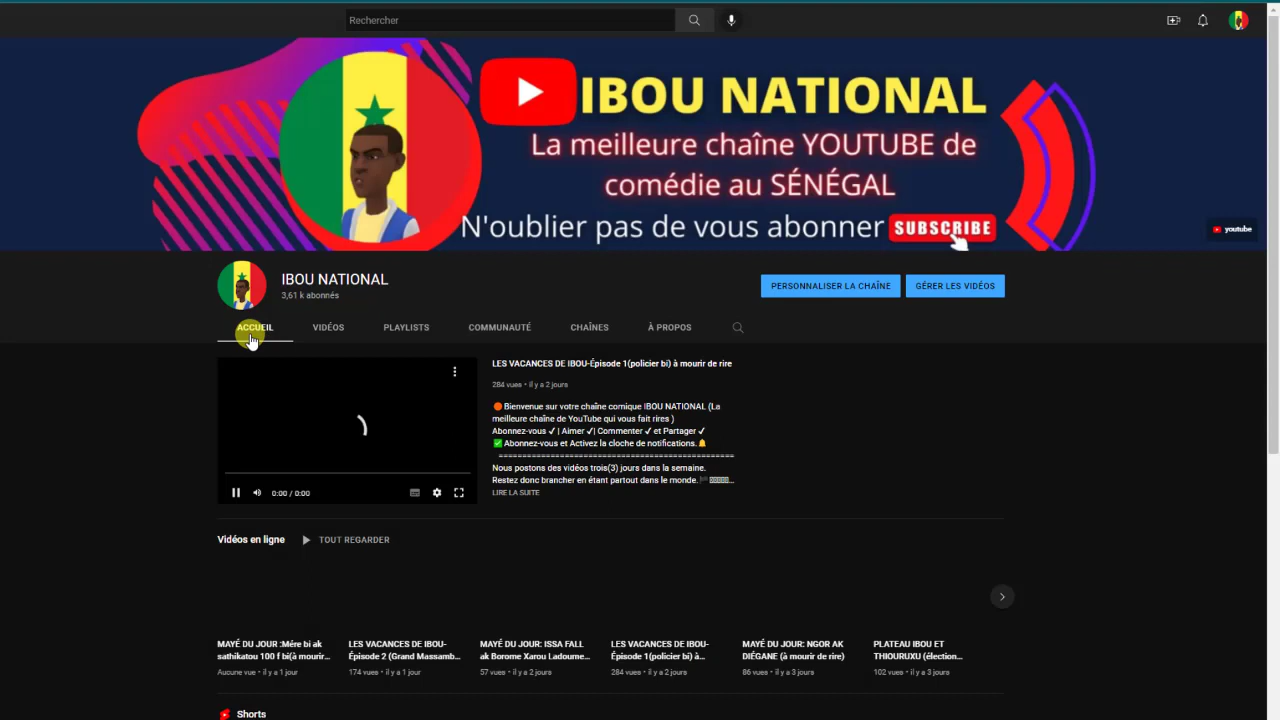 Rechercher
IBOU NATIONAL
La meilleure chaîne YOUTUBE de
comédie au SÉNÉGAL
N'oublier pas de vous abonner SUBSCRIBE
youtube
IBOU NATIONAL
3,61 k abonnés
PERSONNALISER LA CHAÎNE GÉRER LES VIDÉOS
ACCUEIL VIDÉOS PLAYLISTS COMMUNAUTÉ CHAÎNES À PROPOS
LES VACANCES DE IBOU-Épisode 1(policier bi) à mourir de rire
284 vues • il y a 2 jours
Bienvenue sur votre chaîne comique IBOU NATIONAL (La
meilleure chaîne de YouTube qui vous fait rires )
Abonnez-vous ✓ | Aimer ✓| Commenter ✓ et Partager ✓
✅ Abonnez-vous et Activez la cloche de notifications.🔔
==================================================
Nous postons des vidéos trois(3) jours dans la semaine.
Restez donc brancher en étant partout dans le monde.
LIRE LA SUITE
0:00 / 0:00
Vidéos en ligne TOUT REGARDER
MAYÉ DU JOUR :Mére bi ak
sathikatou 100 f bi(à mourir...
Aucune vue • il y a 1 jour
LES VACANCES DE IBOU-
Épisode 2 (Grand Massamb...
174 vues • il y a 1 jour
MAYÉ DU JOUR: ISSA FALL
ak Borome Xarou Ladoume...
57 vues • il y a 2 jours
LES VACANCES DE IBOU-
Épisode 1(policier bi) à...
284 vues • il y a 2 jours
MAYÉ DU JOUR: NGOR AK
DIÉGANE (à mourir de rire)
86 vues • il y a 3 jours
PLATEAU IBOU ET
THIOURUXU (élection...
102 vues • il y a 3 jours
Shorts